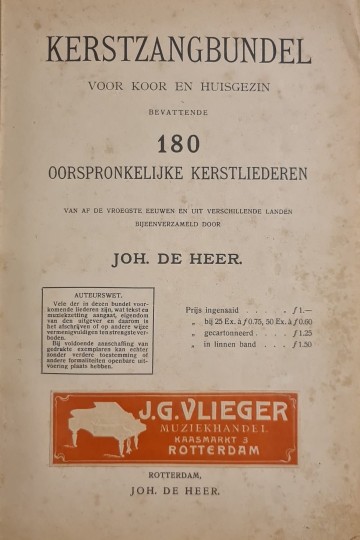 KERSTZANGBUNDEL
VOOR KOOR EN HUISGEZIN
BEVATTENDE
180
OORSPRONKELIJKE KERSTLIEDEREN
VAN AF DE VROEGSTE EEUWEN EN UIT VERSCHILLENDE LANDEN
BIJEENVERZAMELD DOOR
JOH. DE HEER.
AUTEURSWET.
Vele der in dezen bundel voor-
komende liederen zijn, wat tekst en
muziekzetting aangaat, eigendom
van den uitgever en daarom is
het afschrijven of op andere wijze
vermenigvuldigen ten strengste ver-
boden.
Bij voldoende aanschaffing van
gedrukte exemplaren kan echter
zonder verdere toestemming of
andere formaliteiten openbare uit-
voering plaats hebben.
Prijs ingenaaid . . . . ƒ 1.—
„ bij 25 Ex. à ƒ 0.75, 50 Ex. à ƒ 0.60
„ gecartonneerd . . . ƒ 1.25
„ in linnen band . . . ƒ 1.50
J.G. VLIEGER
MUZIEKHANDEL
KAASMARKT 3
ROTTERDAM
ROTTERDAM,
JOH. DE HEER.